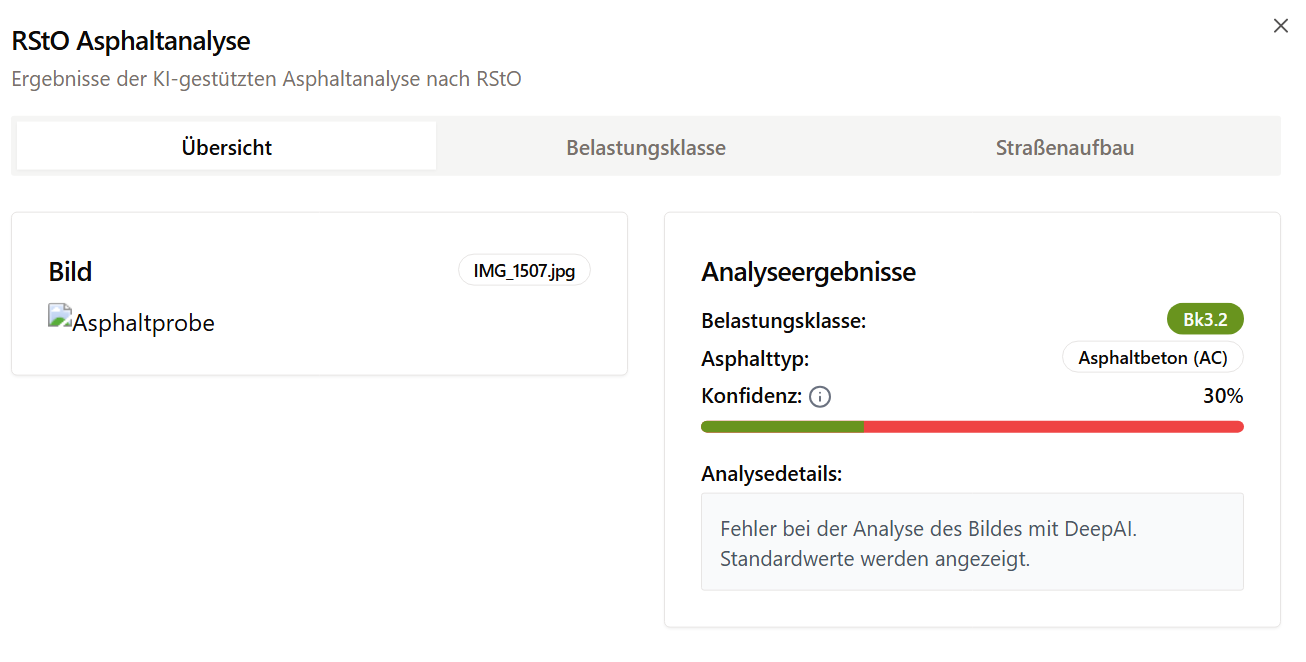 RStO Asphaltanalyse
Ergebnisse der KI-gestützten Asphaltanalyse nach RStO
Übersicht
Belastungsklasse
Straßenaufbau
Bild
IMG_1507.jpg
Asphaltprobe
Analyseergebnisse
Belastungsklasse:
Bk3.2
Asphalttyp:
Asphaltbeton (AC)
Konfidenz:
30%
Analysedetails:
Fehler bei der Analyse des Bildes mit DeepAI.
Standardwerte werden angezeigt.